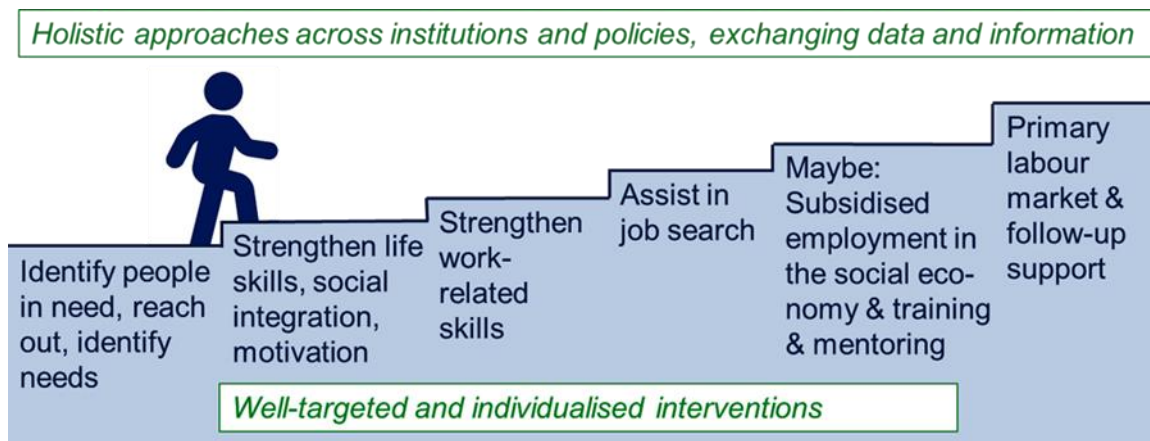 Holistic approaches across institutions and policies, exchanging data and information
Identify people
in need, reach
out, identify
needs
Strengthen life
skills, social
integration,
motivation
Strengthen
work-
related
skills
Assist in
job search
Maybe:
Subsidised
employment in
the social eco-
nomy & training
& mentoring
Primary
labour
market &
follow-up
support
Well-targeted and individualised interventions